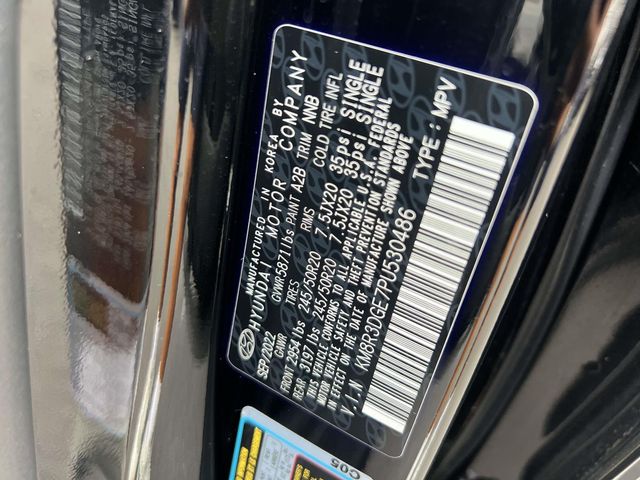 MANUFACTURED IN KOREA BY
HYUNDAI MOTOR COMPANY
SEP/2022 GVWR 5871lbs PAINT A2B TRIM NNB
GAWR TIRES RIMS COLD TIRE INFL
FRONT 3054 lbs 245/50R20 7.5JX20 35psi SINGLE
REAR 3197 lbs 245/50R20 7.5JX20 35psi SINGLE
THIS VEHICLE CONFORMS TO ALL APPLICABLE U.S.A. FEDERAL
MOTOR VEHICLE SAFETY, THEFT PREVENTION STANDARDS
IN EFFECT ON THE DATE OF MANUFACTURE SHOWN ABOVE
V.I.N KM8R3DGE7PU530486 TYPE : MPV
C05